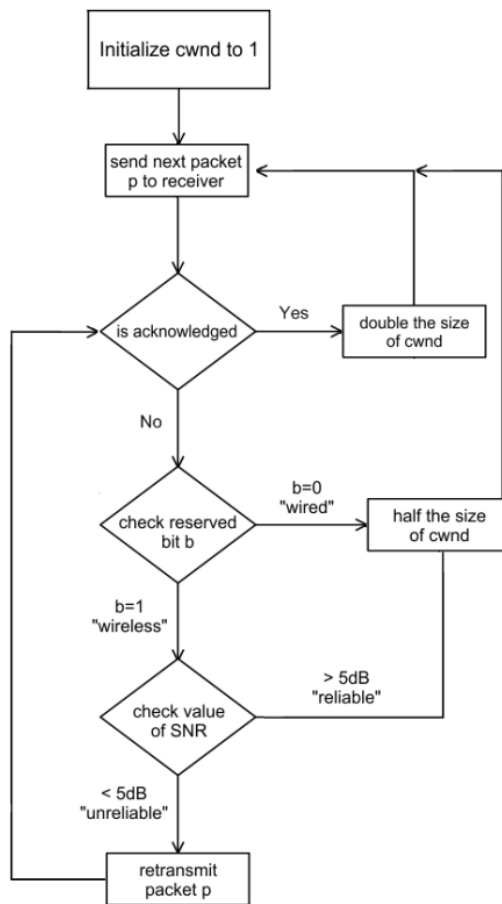 Initialize cwnd to 1
send next packet
p to receiver
is acknowledged
Yes
double the size
of cwnd
No
check reserved
bit b
b=0
"wired"
half the size
of cwnd
b=1
"wireless"
check value
of SNR
> 5dB
"reliable"
< 5dB
"unreliable"
retransmit
packet p